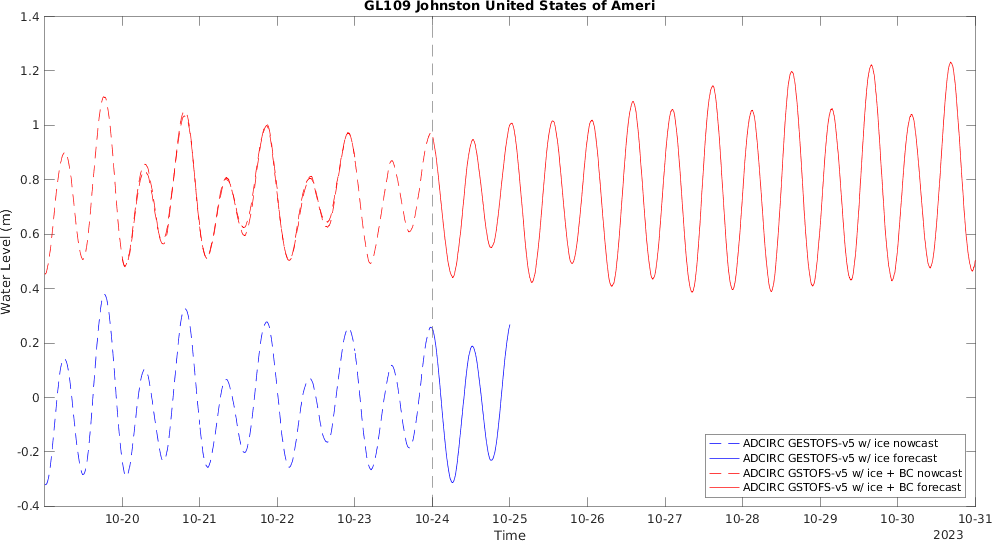 GL109 Johnston United States of Ameri
1.4
1.2
1
0.8
0.6
0.4
0.2
0
-0.2
-0.4
Water Level (m)
10-20 10-21 10-22 10-23 10-24 10-25 10-26 10-27 10-28 10-29 10-30 10-31
Time
2023
ADCIRC GESTOFS-v5 w/ ice nowcast
ADCIRC GESTOFS-v5 w/ ice forecast
ADCIRC GSTOFS-v5 w/ ice + BC nowcast
ADCIRC GSTOFS-v5 w/ ice + BC forecast